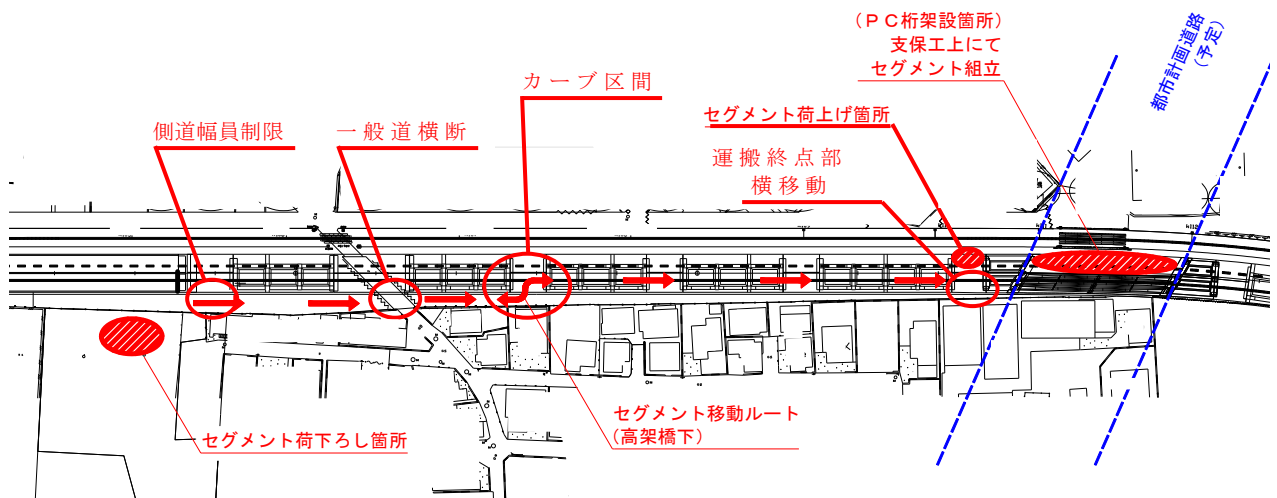 (PC桁架設箇所)
支保工上にて
セグメント組立
都市計画道路
(予定)
カーブ区間
セグメント荷上げ箇所
側道幅員制限
一般道横断
運搬終点部
横移動
セグメント移動ルート
(高架橋下)
セグメント荷下ろし箇所